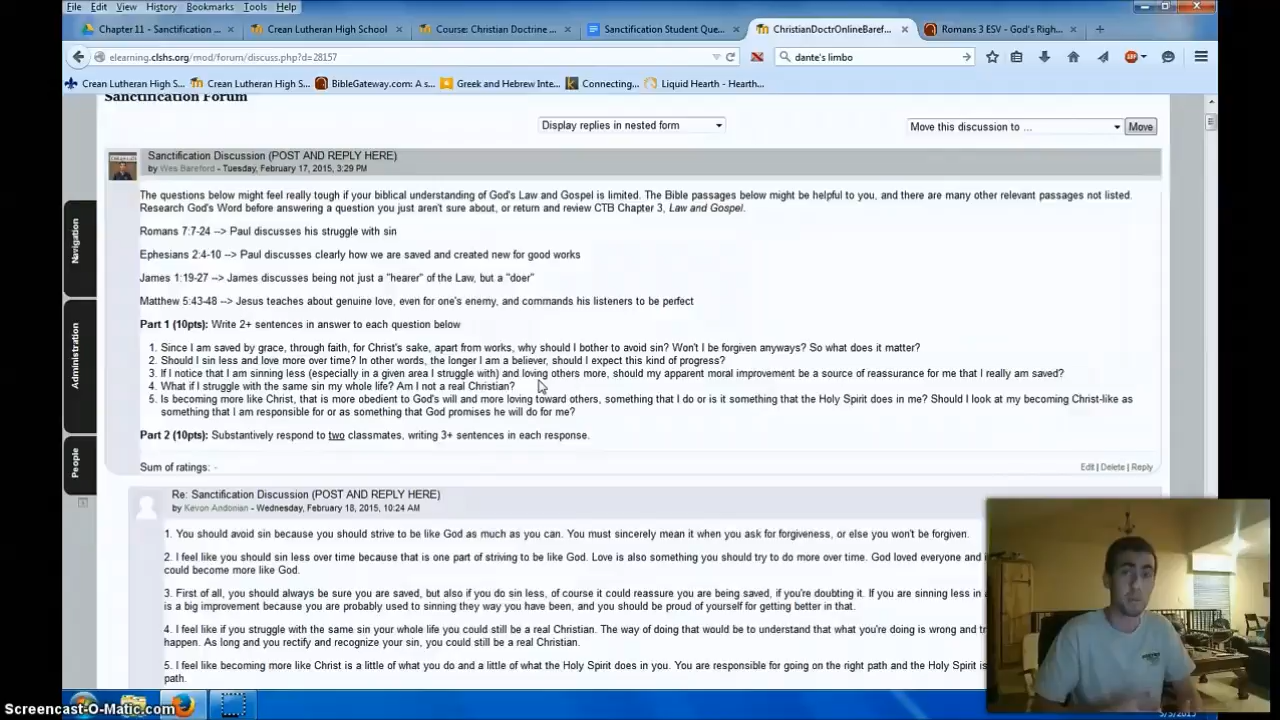 File Edit View History Bookmarks Tools Help
Chapter 11 - Sanctification ... Crean Lutheran High School Course: Christian Doctrine ... Sanctification Student Que... ChristianDoctrOnlineBaref... Romans 3 ESV - God's Righ...
elearning.clshs.org/mod/forum/discuss.php?d=28157 dante's limbo
Crean Lutheran High S... Crean Lutheran High S... BibleGateway.com: A s... Greek and Hebrew Inte... Connecting... Liquid Hearth - Hearth...
Sanctification Forum
Display replies in nested form Move this discussion to ... Move
Sanctification Discussion (POST AND REPLY HERE)
by Wes Bareford - Tuesday, February 17, 2015, 3:29 PM
The questions below might feel really tough if your biblical understanding of God's Law and Gospel is limited. The Bible passages below might be helpful to you, and there are many other relevant passages not listed.
Research God's Word before answering a question you just aren't sure about, or return and review CTB Chapter 3, Law and Gospel.
Romans 7:7-24 --> Paul discusses his struggle with sin
Ephesians 2:4-10 --> Paul discusses clearly how we are saved and created new for good works
James 1:19-27 --> James discusses being not just a "hearer" of the Law, but a "doer"
Matthew 5:43-48 --> Jesus teaches about genuine love, even for one's enemy, and commands his listeners to be perfect
Part 1 (10pts): Write 2+ sentences in answer to each question below
1. Since I am saved by grace, through faith, for Christ's sake, apart from works, why should I bother to avoid sin? Won't I be forgiven anyways? So what does it matter?
2. Should I sin less and love more over time? In other words, the longer I am a believer, should I expect this kind of progress?
3. If I notice that I am sinning less (especially in a given area I struggle with) and loving others more, should my apparent moral improvement be a source of reassurance for me that I really am saved?
4. What if I struggle with the same sin my whole life? Am I not a real Christian?
5. Is becoming more like Christ, that is more obedient to God's will and more loving toward others, something that I do or is it something that the Holy Spirit does in me? Should I look at my becoming Christ-like as
something that I am responsible for or as something that God promises he will do for me?
Part 2 (10pts): Substantively respond to two classmates, writing 3+ sentences in each response.
Sum of ratings: -
Edit | Delete | Reply
Re: Sanctification Discussion (POST AND REPLY HERE)
by Kevon Andonian - Wednesday, February 18, 2015, 10:24 AM
1. You should avoid sin because you should strive to be like God as much as you can. You must sincerely mean it when you ask for forgiveness, or else you won't be forgiven.
2. I feel like you should sin less over time because that is one part of striving to be like God. Love is also something you should try to do more over time. God loved everyone and i
could become more like God.
3. First of all, you should always be sure you are saved, but also if you do sin less, of course it could reassure you are being saved, if you're doubting it. If you are sinning less in a
is a big improvement because you are probably used to sinning they way you have been, and you should be proud of yourself for getting better in that.
4. I feel like if you struggle with the same sin your whole life you could still be a real Christian. The way of doing that would be to understand that what you're doing is wrong and tr
happen. As long and you rectify and recognize your sin, you could still be a real Christian.
5. I feel like becoming more like Christ is a little of what you do and a little of what the Holy Spirit does in you. You are responsible for going on the right path and the Holy Spirit is
path.
Navigation
Administration
People
Screencast-O-Matic.com